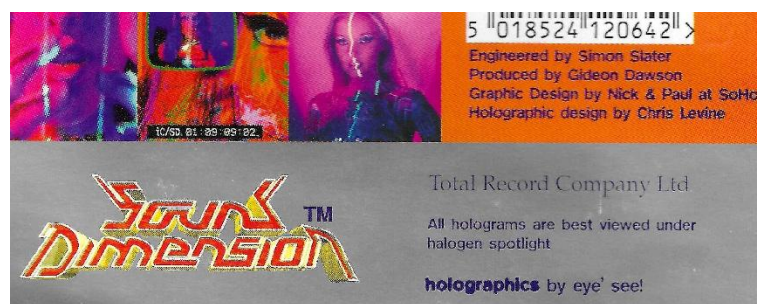 5 018524 120642 >
Engineered by Simon Slater
Produced by Gideon Dawson
Graphic Design by Nick & Paul at SoHo
Holographic design by Chris Levine
iC/SD.01:09:09:02.
Sound TM
Dimension
Total Record Company Ltd
All holograms are best viewed under
halogen spotlight
holographics by eye' see!